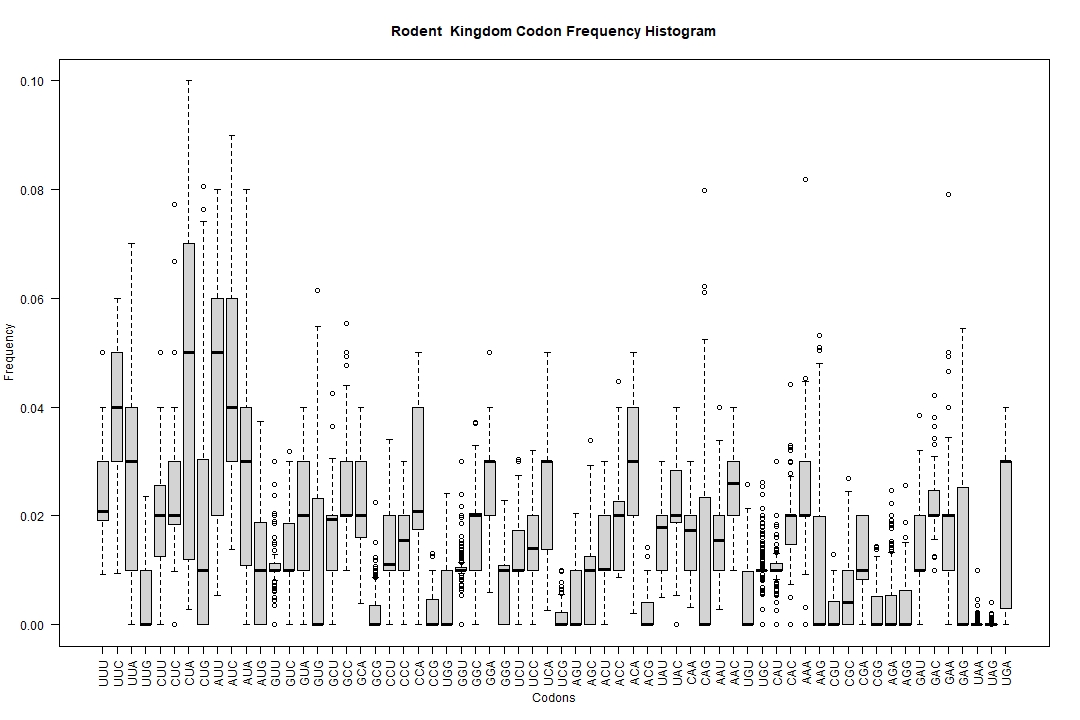 Rodent  Kingdom Codon Frequency Histogram
Frequency
0.10
0.08
0.06
0.04
0.02
0.00
UUU UUC UUA UUG CUU CUC CUA CUG AUU AUC AUA AUG GUU GUC GUA GUG GCU GCC GCA GCG CCU CCC CCA CCG UGG GGU GGC GGA GGG UCU UCC UCA UCG AGU AGC ACU ACC ACA ACG UAU UAC CAA CAG AAU AAC UGU UGC CAU CAC AAA AAG CGU CGC CGA CGG AGA AGG GAU GAC GAA GAG UAA UAG UGA
Codons